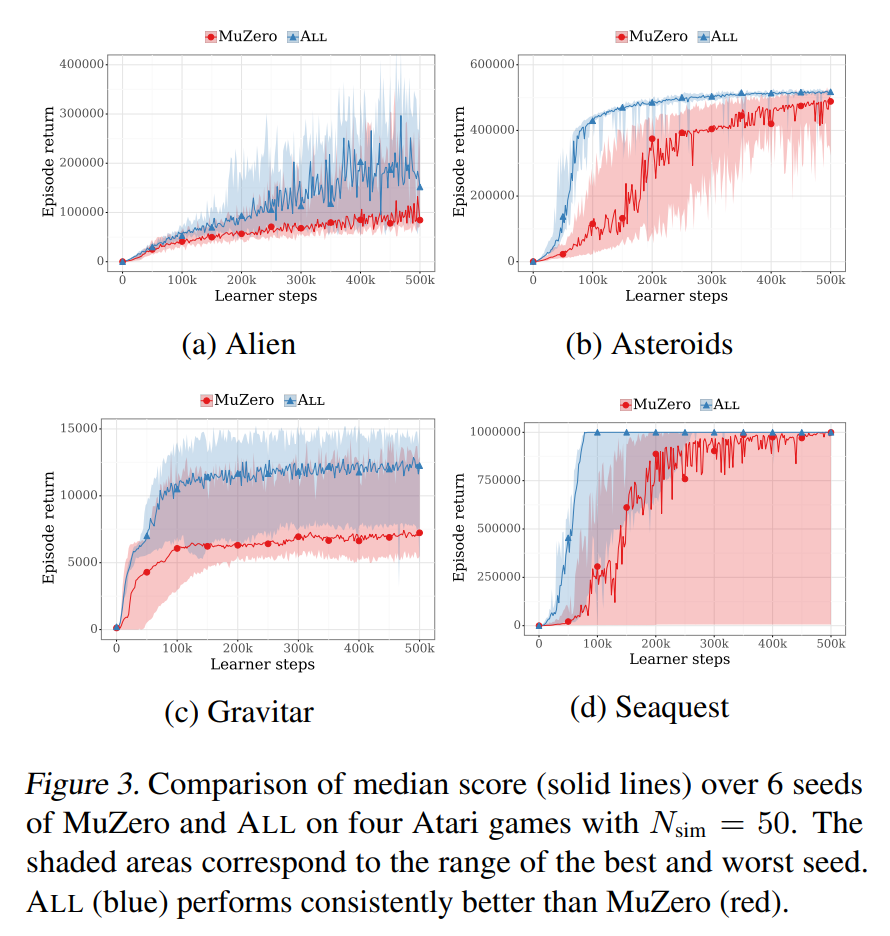 MuZero ALL
MuZero ALL
Episode return
400000
300000
200000
100000
0
0 100k 200k 300k 400k 500k
Learner steps
Episode return
600000
400000
200000
0
0 100k 200k 300k 400k 500k
Learner steps
(a) Alien
(b) Asteroids
MuZero ALL
MuZero ALL
Episode return
15000
10000
5000
0
0 100k 200k 300k 400k 500k
Learner steps
Episode return
1000000
750000
500000
250000
0
0 100k 200k 300k 400k 500k
Learner steps
(c) Gravitar
(d) Seaquest
Figure 3. Comparison of median score (solid lines) over 6 seeds
of MuZero and ALL on four Atari games with Nsim = 50. The
shaded areas correspond to the range of the best and worst seed.
ALL (blue) performs consistently better than MuZero (red).